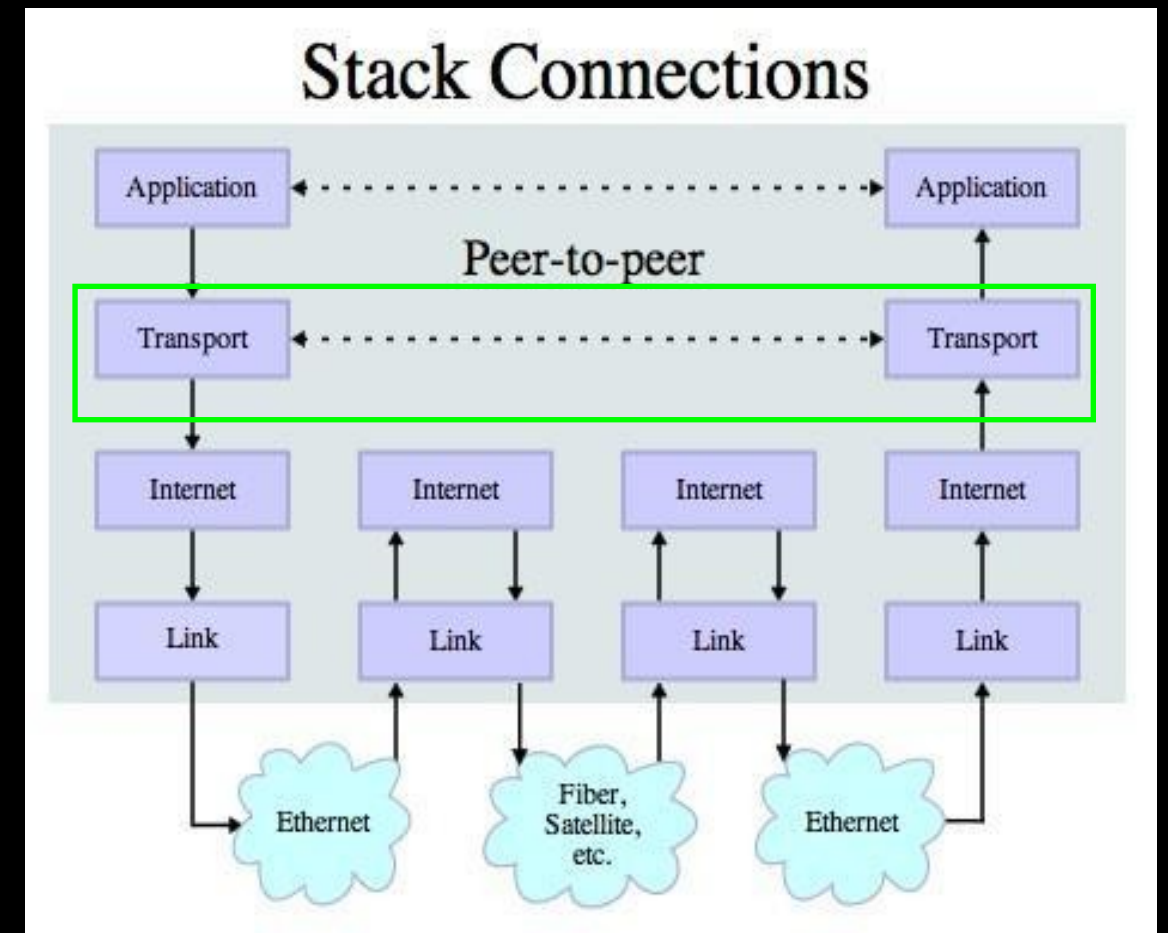 Stack Connections
Application
Application
Peer-to-peer
Transport
Transport
Internet
Internet
Internet
Internet
Link
Link
Link
Link
Ethernet
Fiber,
Satellite,
etc.
Ethernet